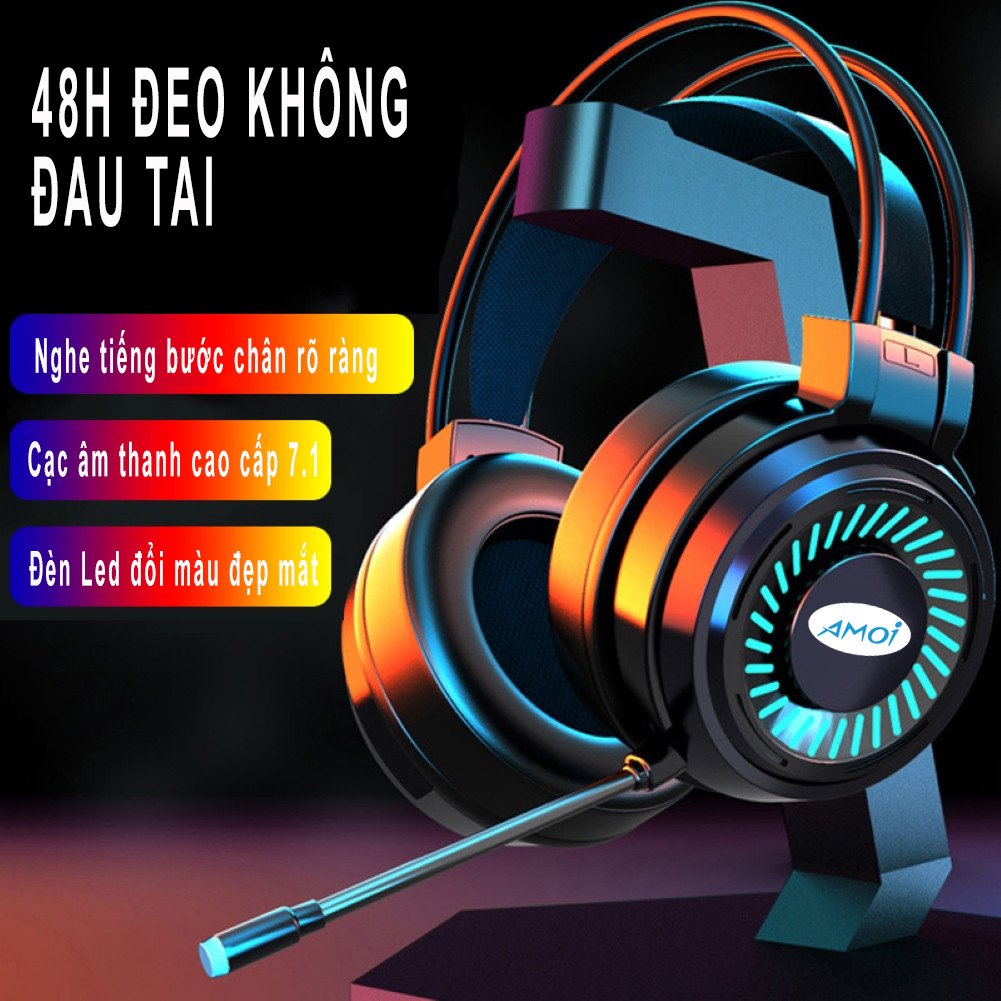 48H ĐEO KHÔNG
ĐAU TAI
Nghe tiếng bước chân rõ ràng
Cạc âm thanh cao cấp 7.1
Đèn Led đổi màu đẹp mắt
AMOi
L